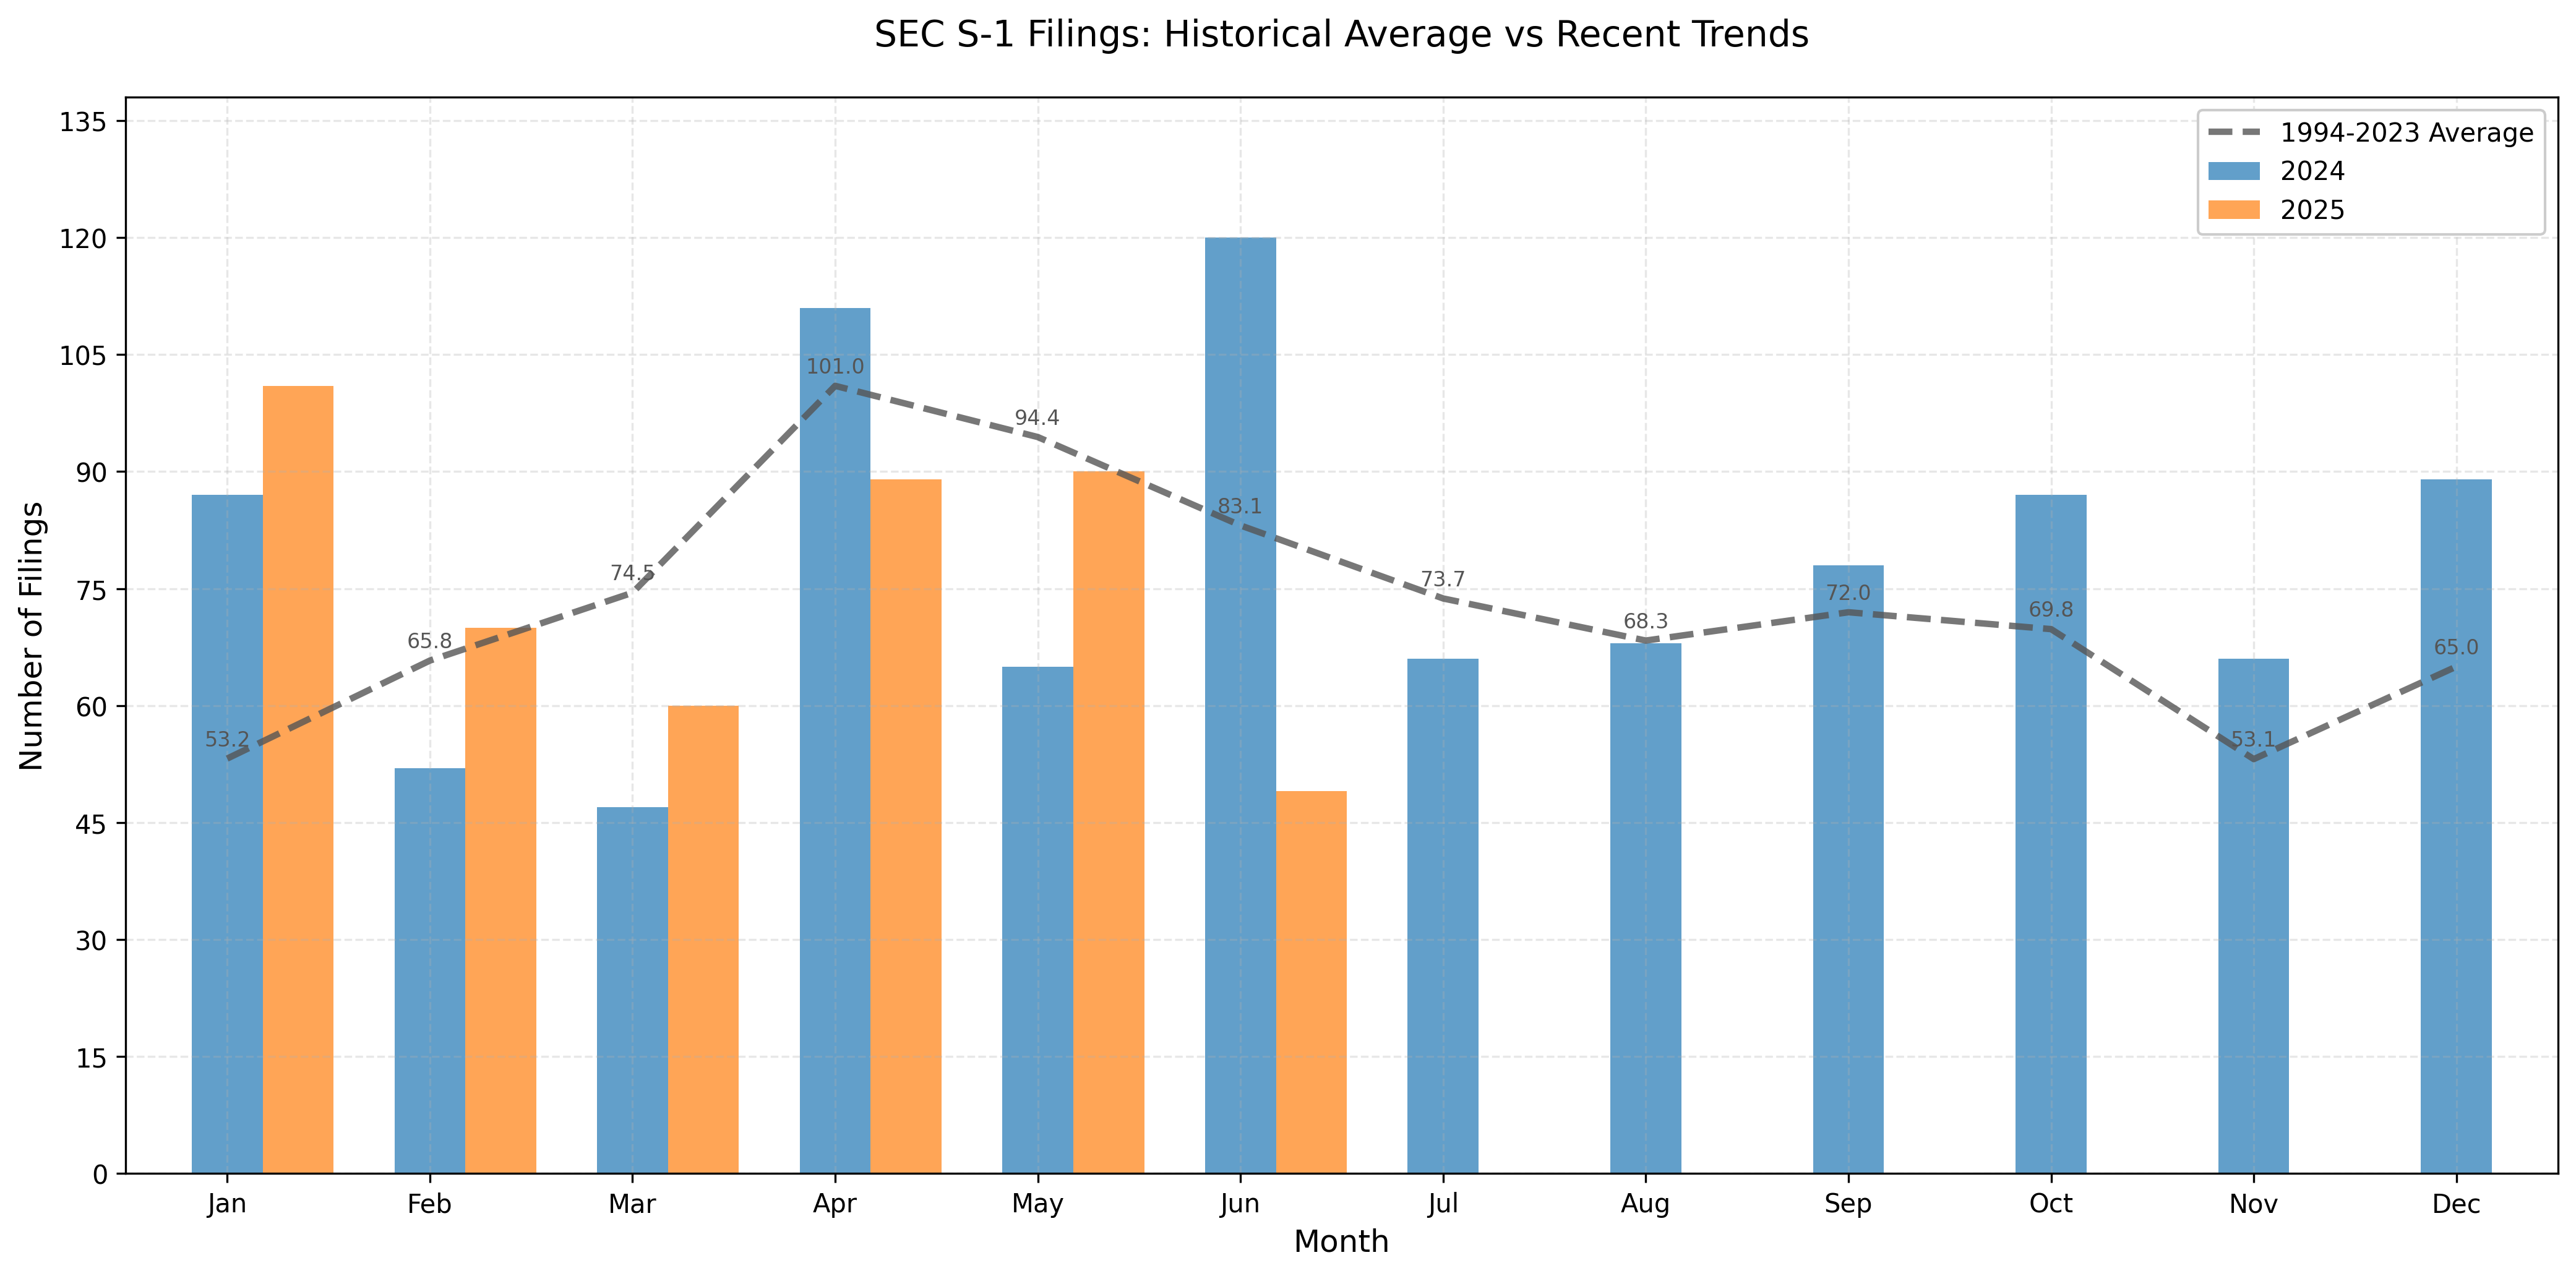 SEC S-1 Filings: Historical Average vs Recent Trends
135
120
105
90
75
60
45
30
15
0
Number of Filings
1994-2023 Average
2024
2025
53.2
65.8
74.5
101.0
94.4
83.1
73.7
68.3
72.0
69.8
53.1
65.0
Jan
Feb
Mar
Apr
May
Jun
Jul
Aug
Sep
Oct
Nov
Dec
Month